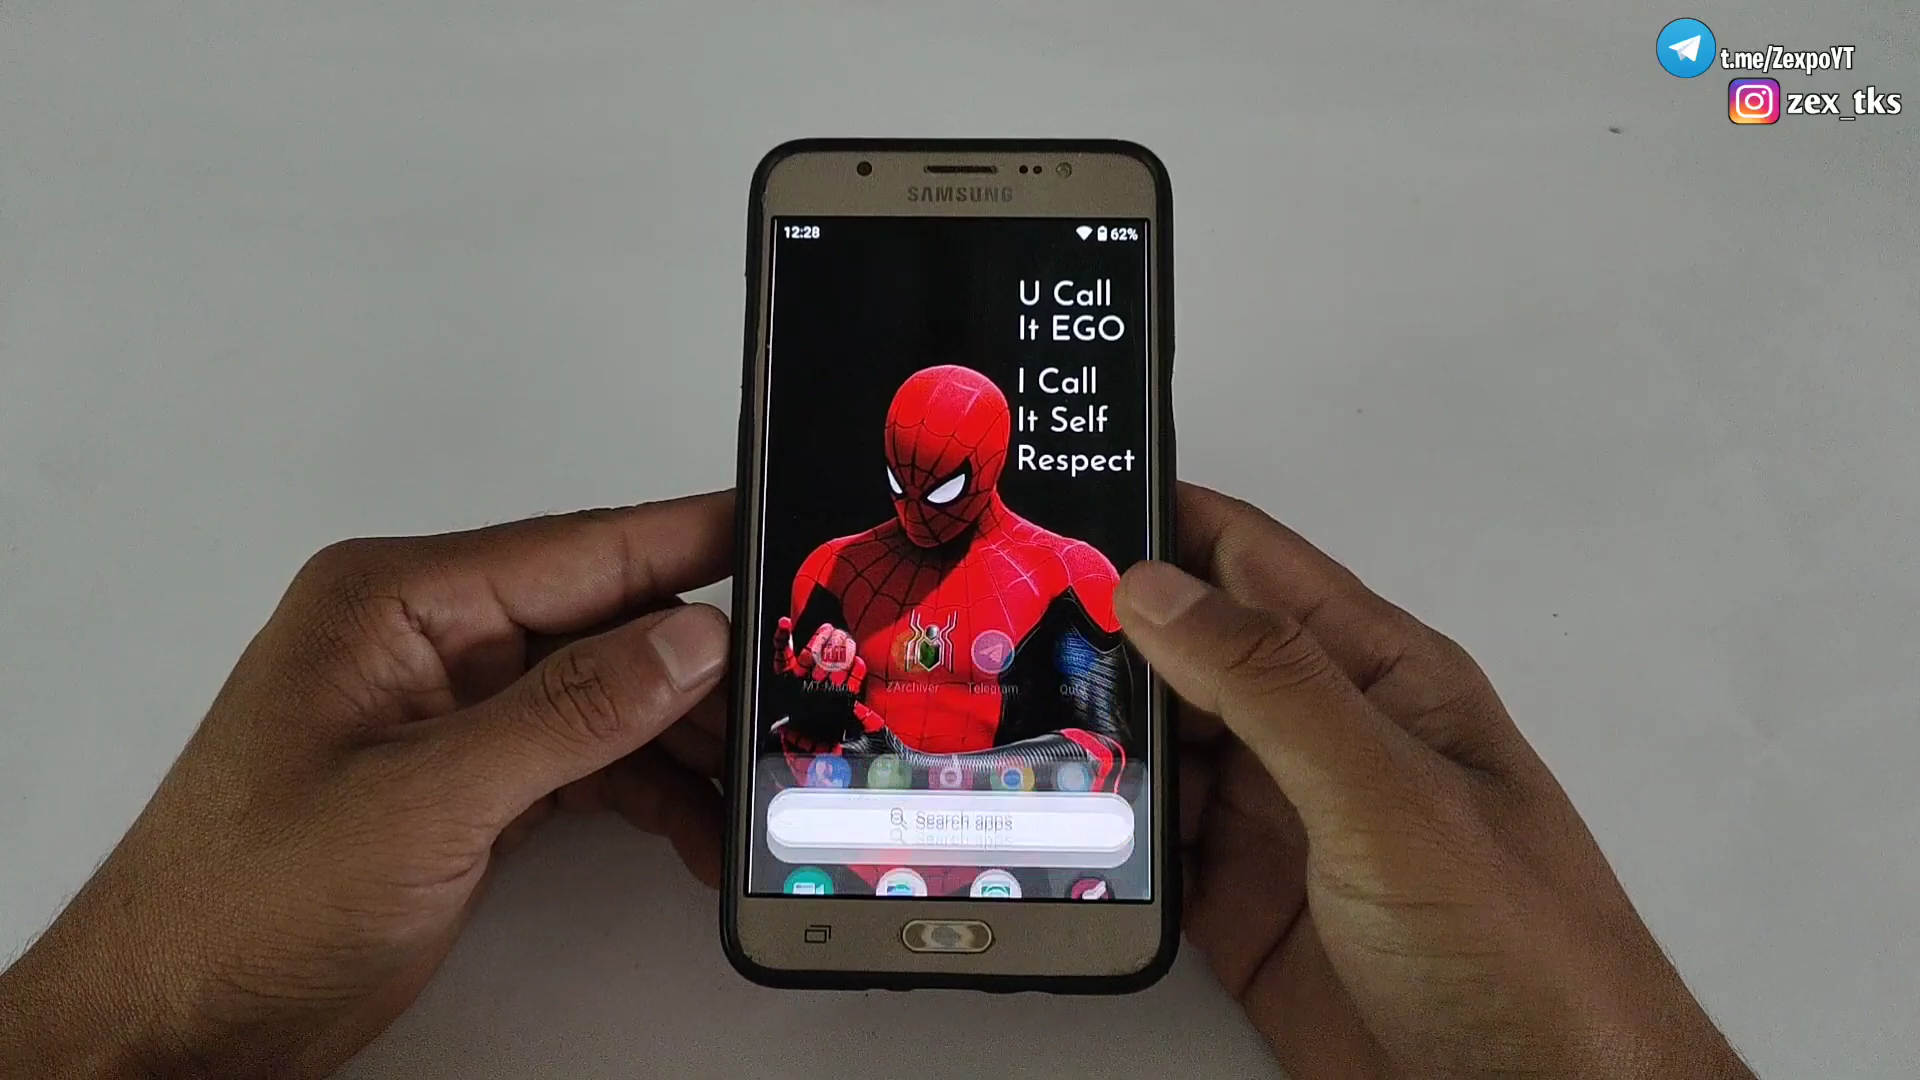 t.me/ZexpoYT
zex_tks
SAMSUNG
12:28
62%
U Call
It EGO
I Call
It Self
Respect
ZArchiver
Telegram
Search apps